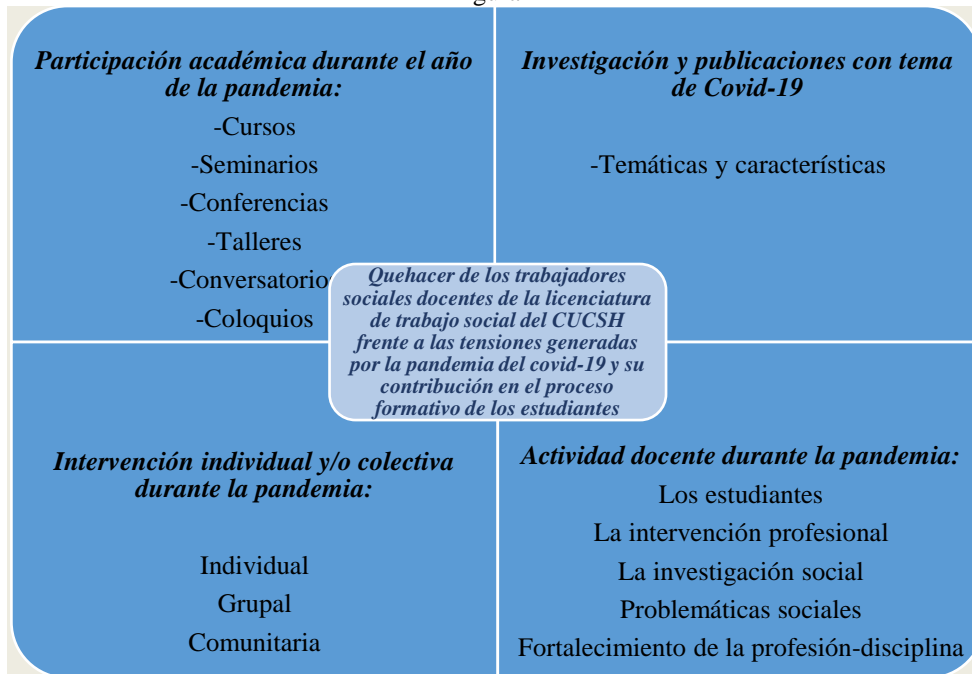 Participación académica durante el año
de la pandemia:
-Cursos
-Seminarios
-Conferencias
-Talleres
-Conversatorio
-Coloquios
Investigación y publicaciones con tema
de Covid-19
-Temáticas y características
Quehacer de los trabajadores
sociales docentes de la licenciatura
de trabajo social del CUCSH
frente a las tensiones generadas
por la pandemia del covid-19 y su
contribución en el proceso
formativo de los estudiantes
Intervención individual y/o colectiva
durante la pandemia:
Individual
Grupal
Comunitaria
Actividad docente durante la pandemia:
Los estudiantes
La intervención profesional
La investigación social
Problemáticas sociales
Fortalecimiento de la profesión-disciplina